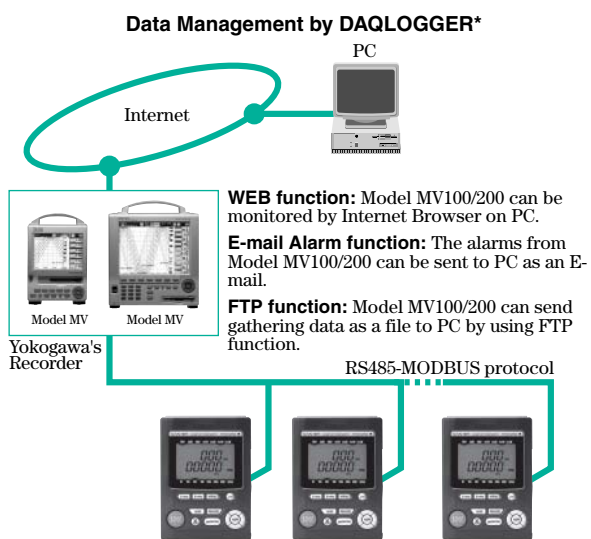 Data Management by DAQLOGGER*
PC
Internet
WEB function: Model MV100/200 can be
monitored by Internet Browser on PC.
E-mail Alarm function: The alarms from
Model MV100/200 can be sent to PC as an E-
mail.
FTP function: Model MV100/200 can send
gathering data as a file to PC by using FTP
function.
Model MV
Model MV
Yokogawa's
Recorder
RS485-MODBUS protocol